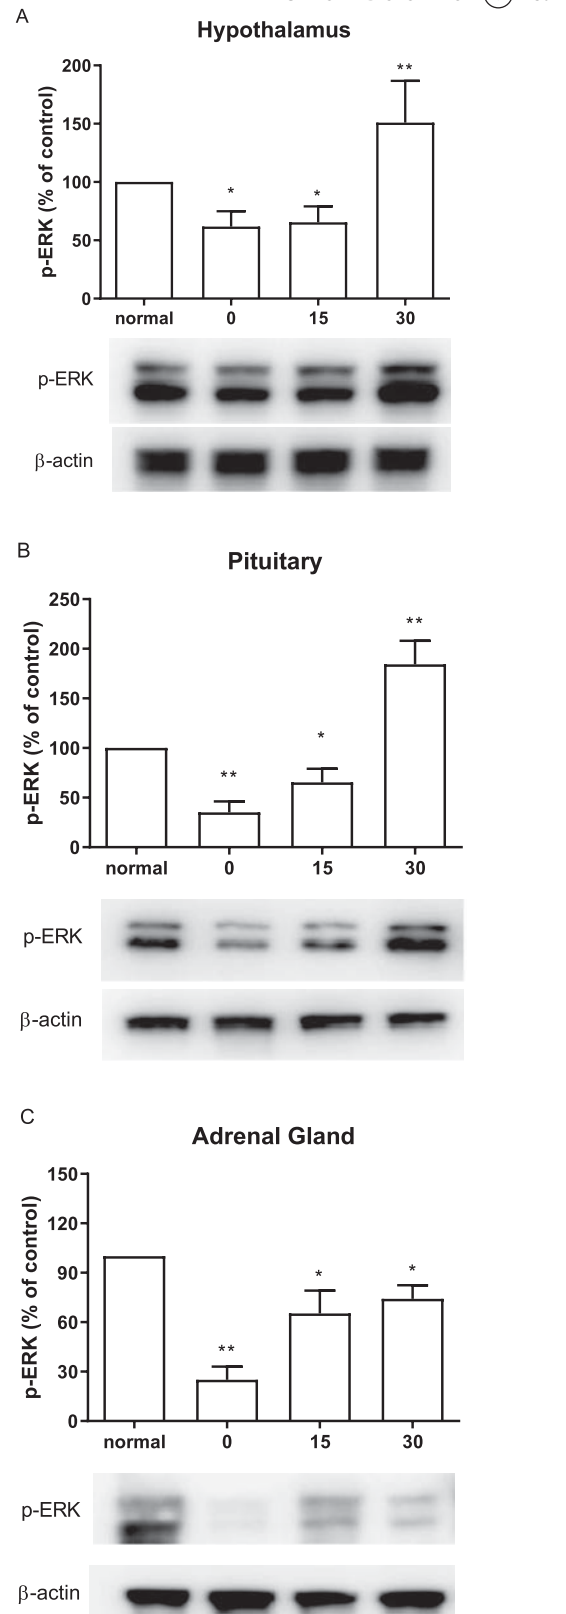 A
Hypothalamus
p-ERK (% of control)
200
150
100
50
0
*
*
**
normal 0 15 30
p-ERK
β-actin
B
Pituitary
p-ERK (% of control)
250
200
150
100
50
0
**
*
**
normal 0 15 30
p-ERK
β-actin
C
Adrenal Gland
p-ERK (% of control)
150
120
90
60
30
0
**
*
*
normal 0 15 30
p-ERK
β-actin